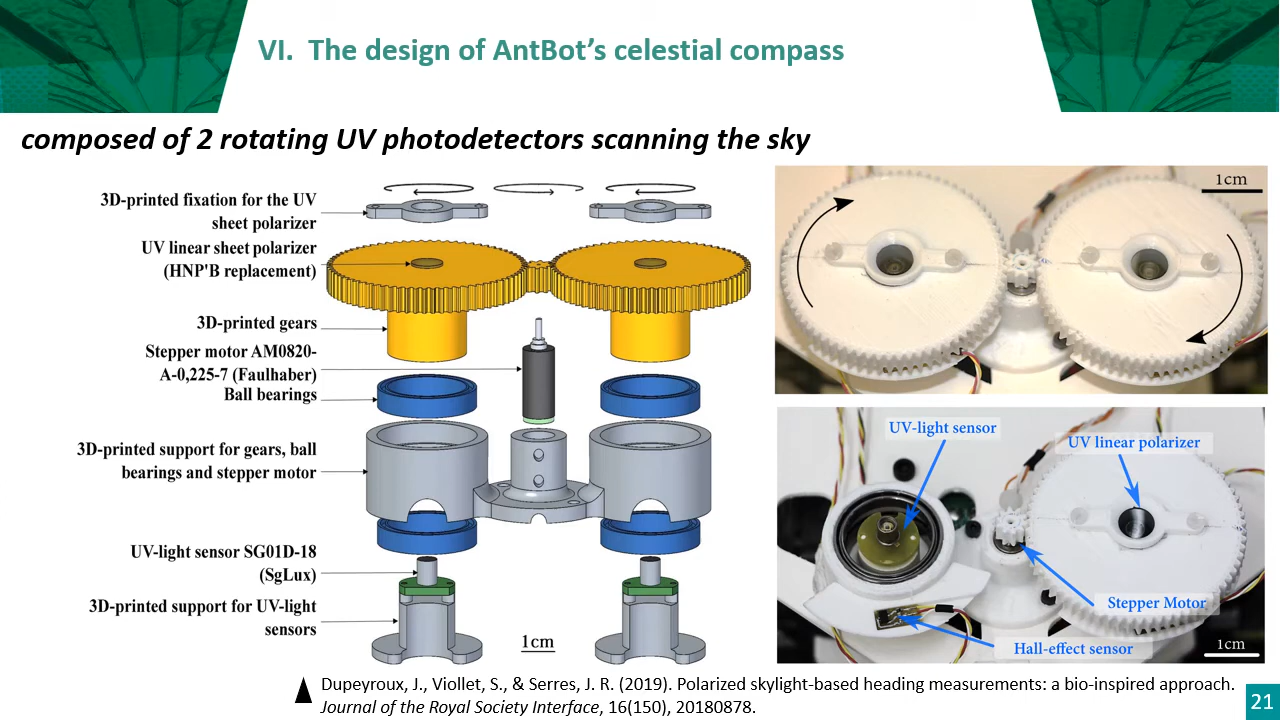 VI. The design of AntBot’s celestial compass
composed of 2 rotating UV photodetectors scanning the sky
3D-printed fixation for the UV
sheet polarizer
UV linear sheet polarizer
(HNP'B replacement)
3D-printed gears
Stepper motor AM0820-
A-0,225-7 (Faulhaber)
Ball bearings
3D-printed support for gears, ball
bearings and stepper motor
UV-light sensor SG01D-18
(SgLux)
3D-printed support for UV-light
sensors
1cm
1cm
UV-light sensor
UV linear polarizer
Stepper Motor
Hall-effect sensor
1cm
Dupeyroux, J., Viollet, S., & Serres, J. R. (2019). Polarized skylight-based heading measurements: a bio-inspired approach.
Journal of the Royal Society Interface, 16(150), 20180878.
21